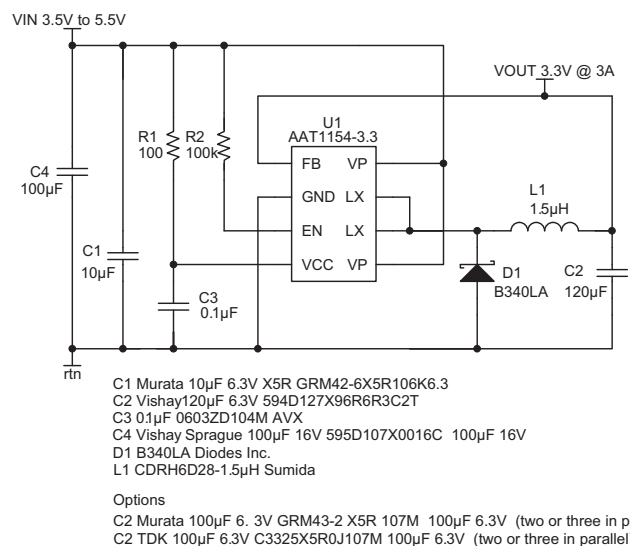 VIN 3.5V to 5.5V
VOUT 3.3V @ 3A
U1
AAT1154-3.3
R1
100
R2
100k
FB VP
GND LX
EN LX
VCC VP
C4
100µF
C1
10µF
C3
0.1µF
L1
1.5µH
D1
B340LA
C2
120µF
rtn
C1 Murata 10µF 6.3V X5R GRM42-6X5R106K6.3
C2 Vishay120µF 6.3V 594D127X96R6R3C2T
C3 0.1µF 0603ZD104M AVX
C4 Vishay Sprague 100µF 16V 595D107X0016C 100µF 16V
D1 B340LA Diodes Inc.
L1 CDRH6D28-1.5µH Sumida
Options
C2 Murata 100µF 6. 3V GRM43-2 X5R 107M 100µF 6.3V (two or three in p
C2 TDK 100µF 6.3V C3325X5R0J107M 100µF 6.3V (two or three in parallel